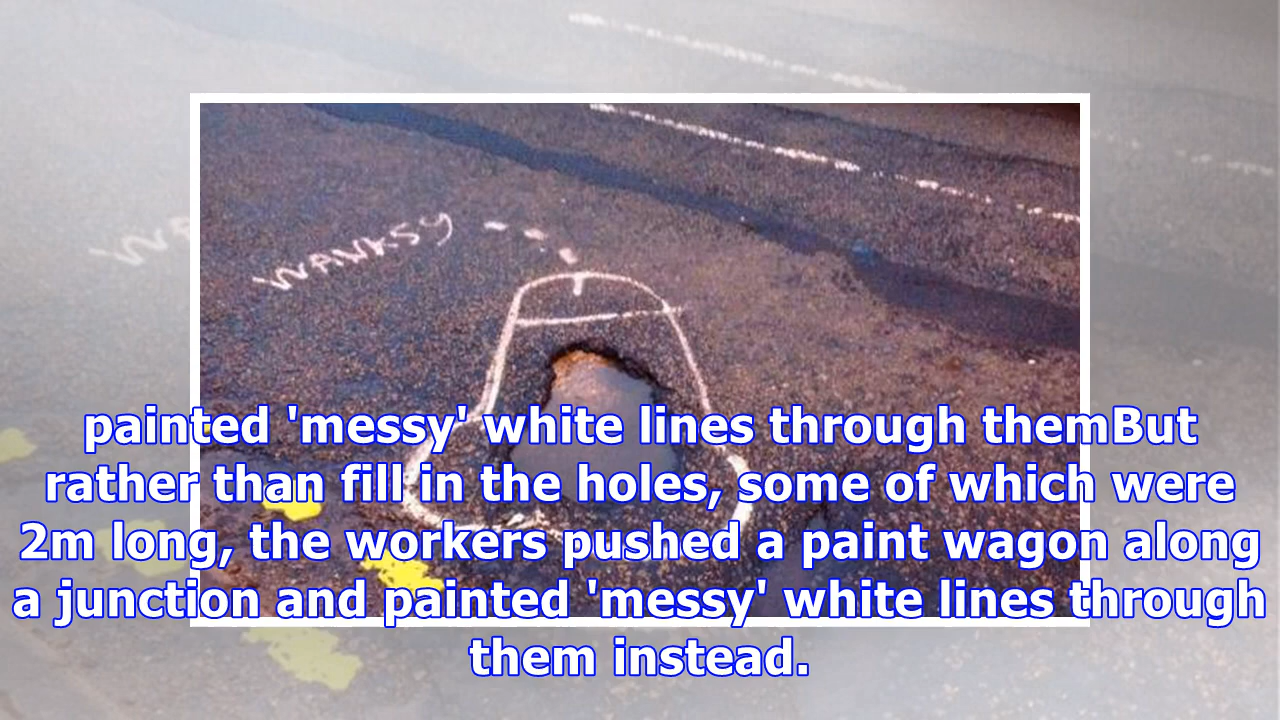 WANKSY
painted 'messy' white lines through themBut
rather than fill in the holes, some of which were
2m long, the workers pushed a paint wagon along
a junction and painted 'messy' white lines through
them instead.